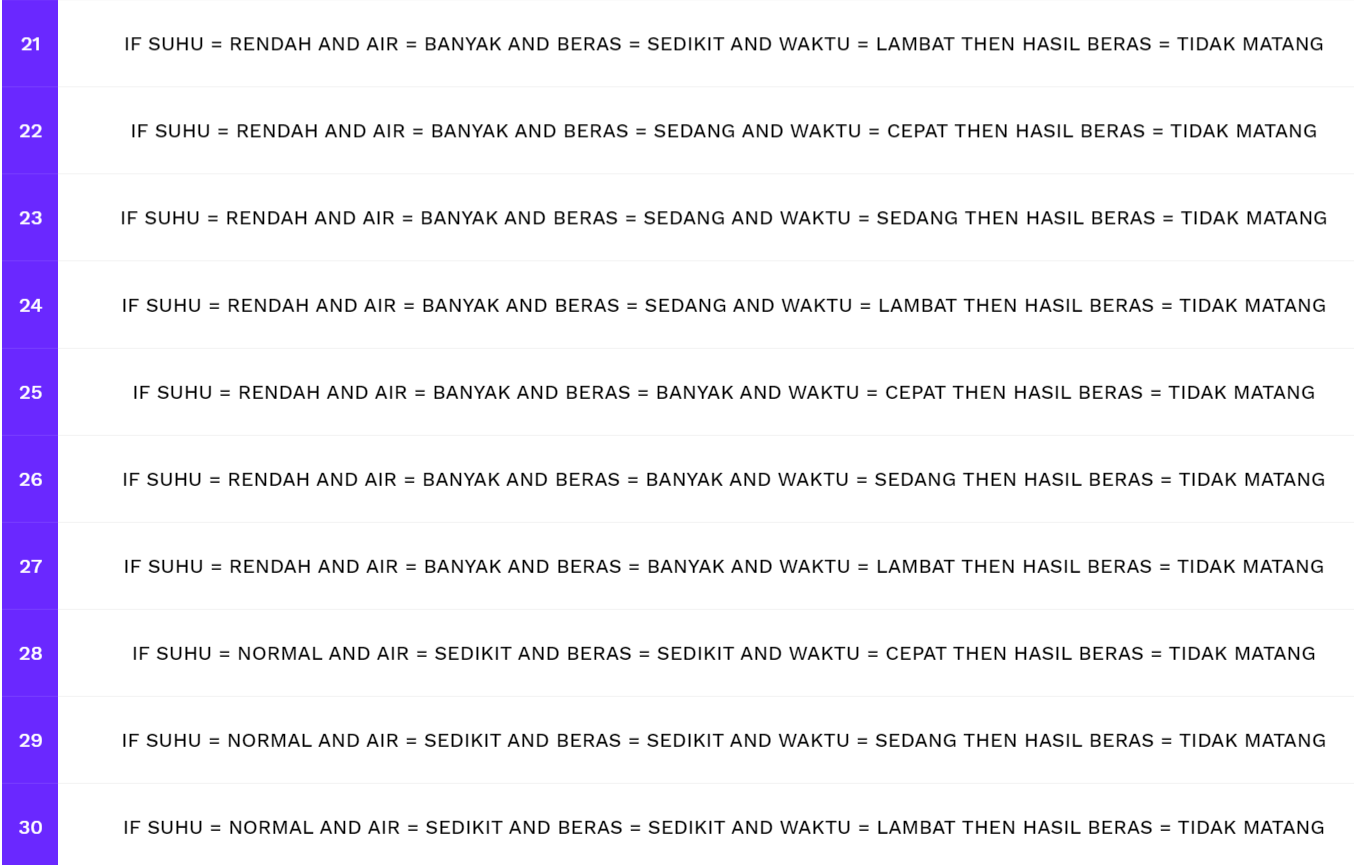 21 IF SUHU = RENDAH AND AIR = BANYAK AND BERAS = SEDIKIT AND WAKTU = LAMBAT THEN HASIL BERAS = TIDAK MATANG
22 IF SUHU = RENDAH AND AIR = BANYAK AND BERAS = SEDANG AND WAKTU = CEPAT THEN HASIL BERAS = TIDAK MATANG
23 IF SUHU = RENDAH AND AIR = BANYAK AND BERAS = SEDANG AND WAKTU = SEDANG THEN HASIL BERAS = TIDAK MATANG
24 IF SUHU = RENDAH AND AIR = BANYAK AND BERAS = SEDANG AND WAKTU = LAMBAT THEN HASIL BERAS = TIDAK MATANG
25 IF SUHU = RENDAH AND AIR = BANYAK AND BERAS = BANYAK AND WAKTU = CEPAT THEN HASIL BERAS = TIDAK MATANG
26 IF SUHU = RENDAH AND AIR = BANYAK AND BERAS = BANYAK AND WAKTU = SEDANG THEN HASIL BERAS = TIDAK MATANG
27 IF SUHU = RENDAH AND AIR = BANYAK AND BERAS = BANYAK AND WAKTU = LAMBAT THEN HASIL BERAS = TIDAK MATANG
28 IF SUHU = NORMAL AND AIR = SEDIKIT AND BERAS = SEDIKIT AND WAKTU = CEPAT THEN HASIL BERAS = TIDAK MATANG
29 IF SUHU = NORMAL AND AIR = SEDIKIT AND BERAS = SEDIKIT AND WAKTU = SEDANG THEN HASIL BERAS = TIDAK MATANG
30 IF SUHU = NORMAL AND AIR = SEDIKIT AND BERAS = SEDIKIT AND WAKTU = LAMBAT THEN HASIL BERAS = TIDAK MATANG